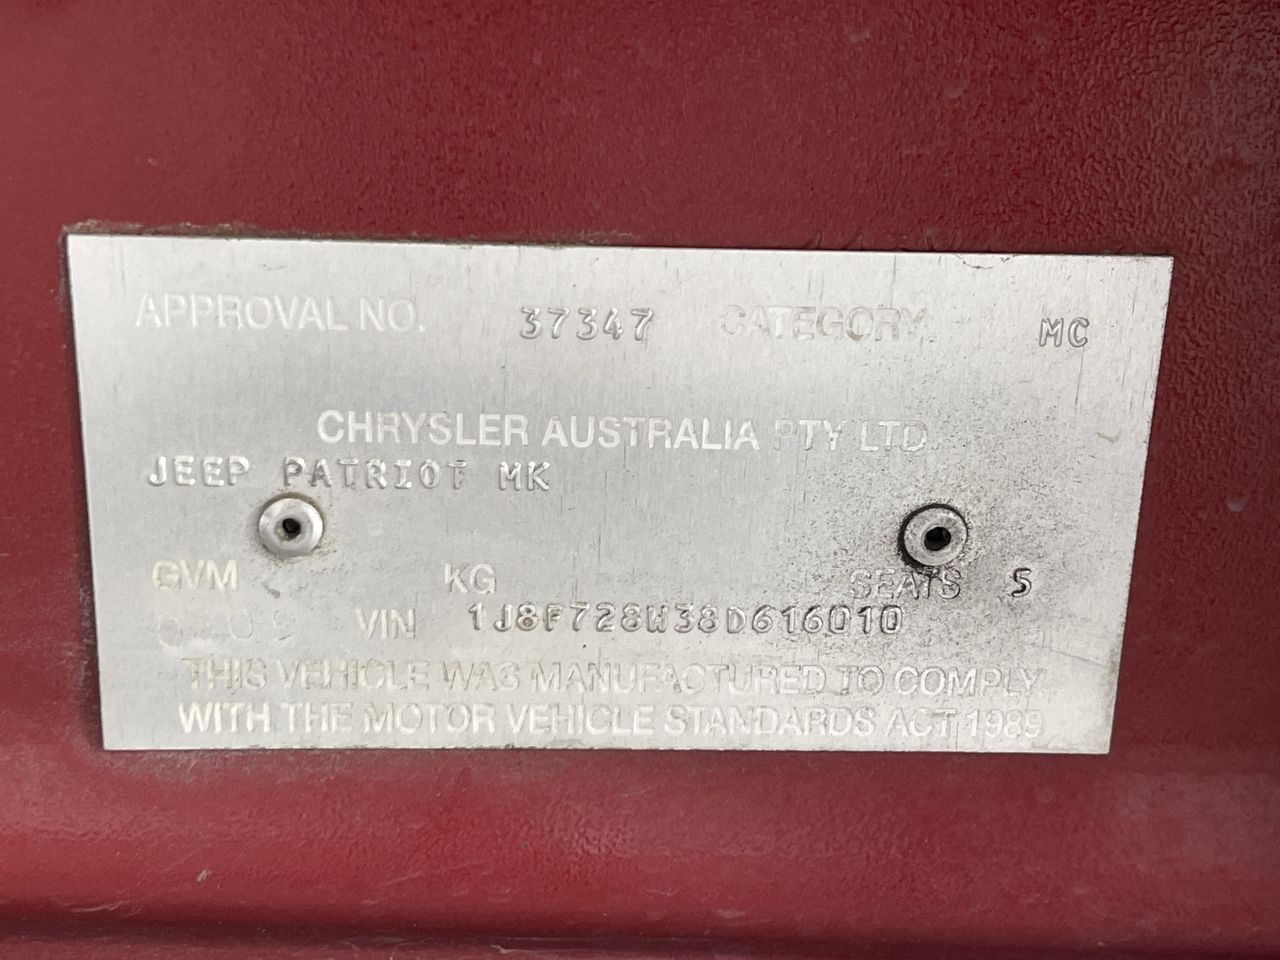 APPROVAL NO. 37347 CATEGORY MC
CHRYSLER AUSTRALIA PTY LTD
JEEP PATRIOT MK
GVM KG SEATS 5
VIN 1J8F728W38D616010
THIS VEHICLE WAS MANUFACTURED TO COMPLY
WITH THE MOTOR VEHICLE STANDARDS ACT 1989